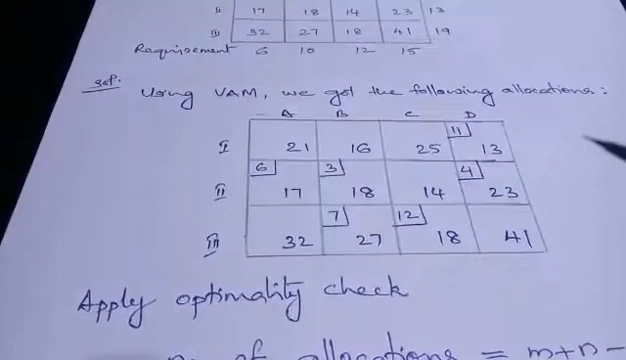 II 17 18 14 23 13
III 32 27 18 41 19
Requirement 6 10 12 15
Sol.
Using VAM, we get the following allocations:
A B C D
I 21 16 25 11 13
II 6 17 3 18 14 4 23
III 32 7 27 12 18 41
Apply optimality check
of allocations = m+n-